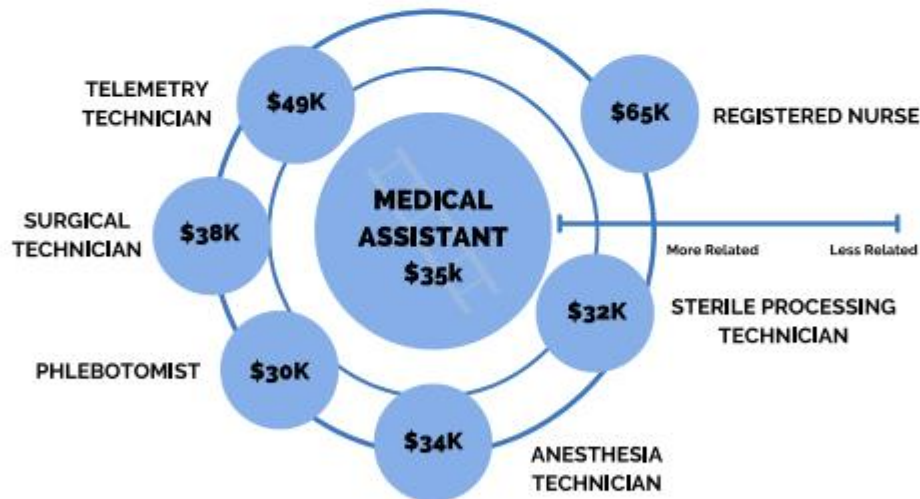 TELEMETRY
TECHNICIAN
$49K
$65K
REGISTERED NURSE
MEDICAL
ASSISTANT
$35k
SURGICAL
TECHNICIAN
$38K
More Related
Less Related
$32K
STERILE PROCESSING
TECHNICIAN
PHLEBOTOMIST
$30K
$34K
ANESTHESIA
TECHNICIAN